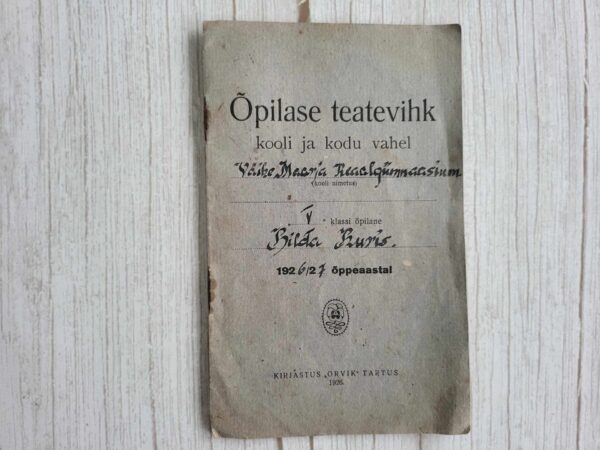 Õpilase teatevihk
kooli ja kodu vahel
Väike Maarja Reaalgümnaasium
(kooli nimetus)
V klassi õpilane
Hilda
1926/27 õppeaastal
KIRJASTUS „ORVIK“ TARTUS
1926.